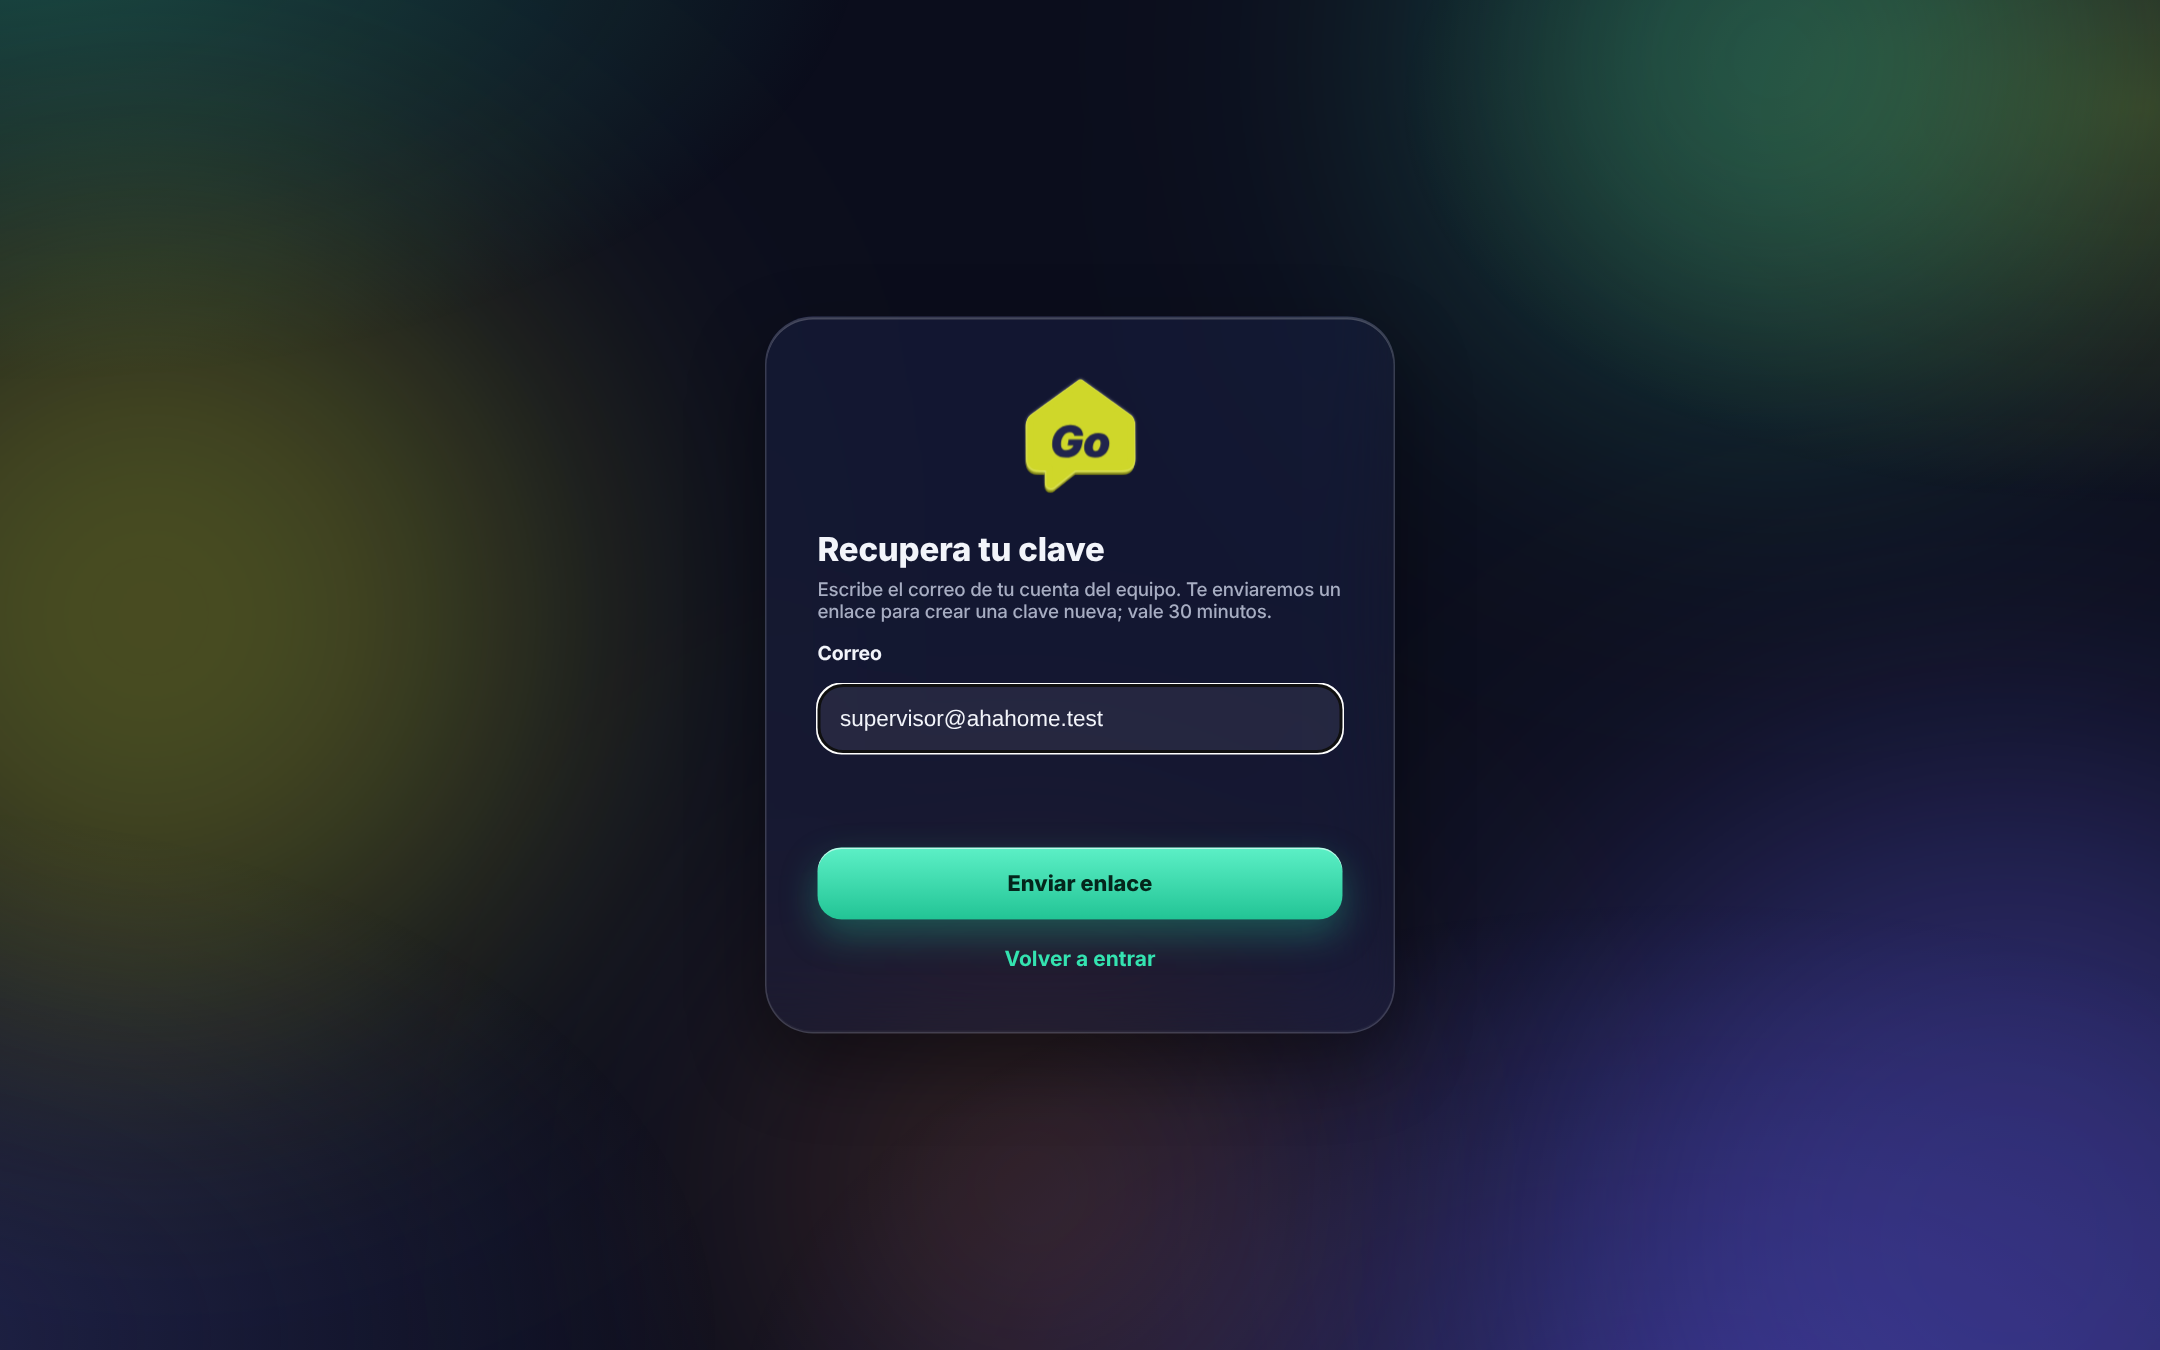 Go
Recupera tu clave
Escribe el correo de tu cuenta del equipo. Te enviaremos un
enlace para crear una clave nueva; vale 30 minutos.
Correo
supervisor@ahahome.test
Enviar enlace
Volver a entrar